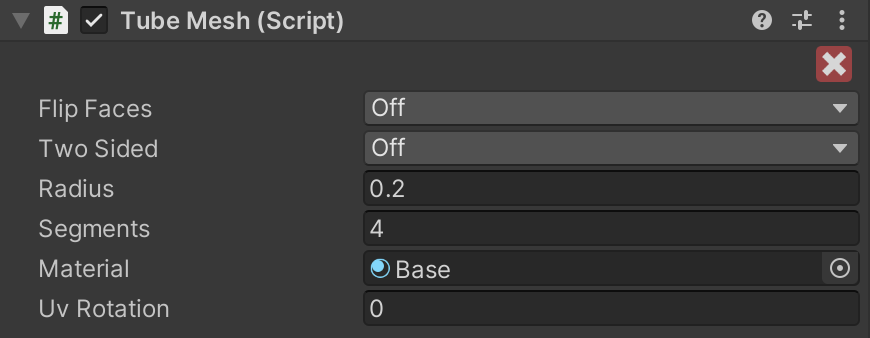 Tube Mesh (Script)
Flip Faces Off
Two Sided Off
Radius 0.2
Segments 4
Material Base
Uv Rotation 0